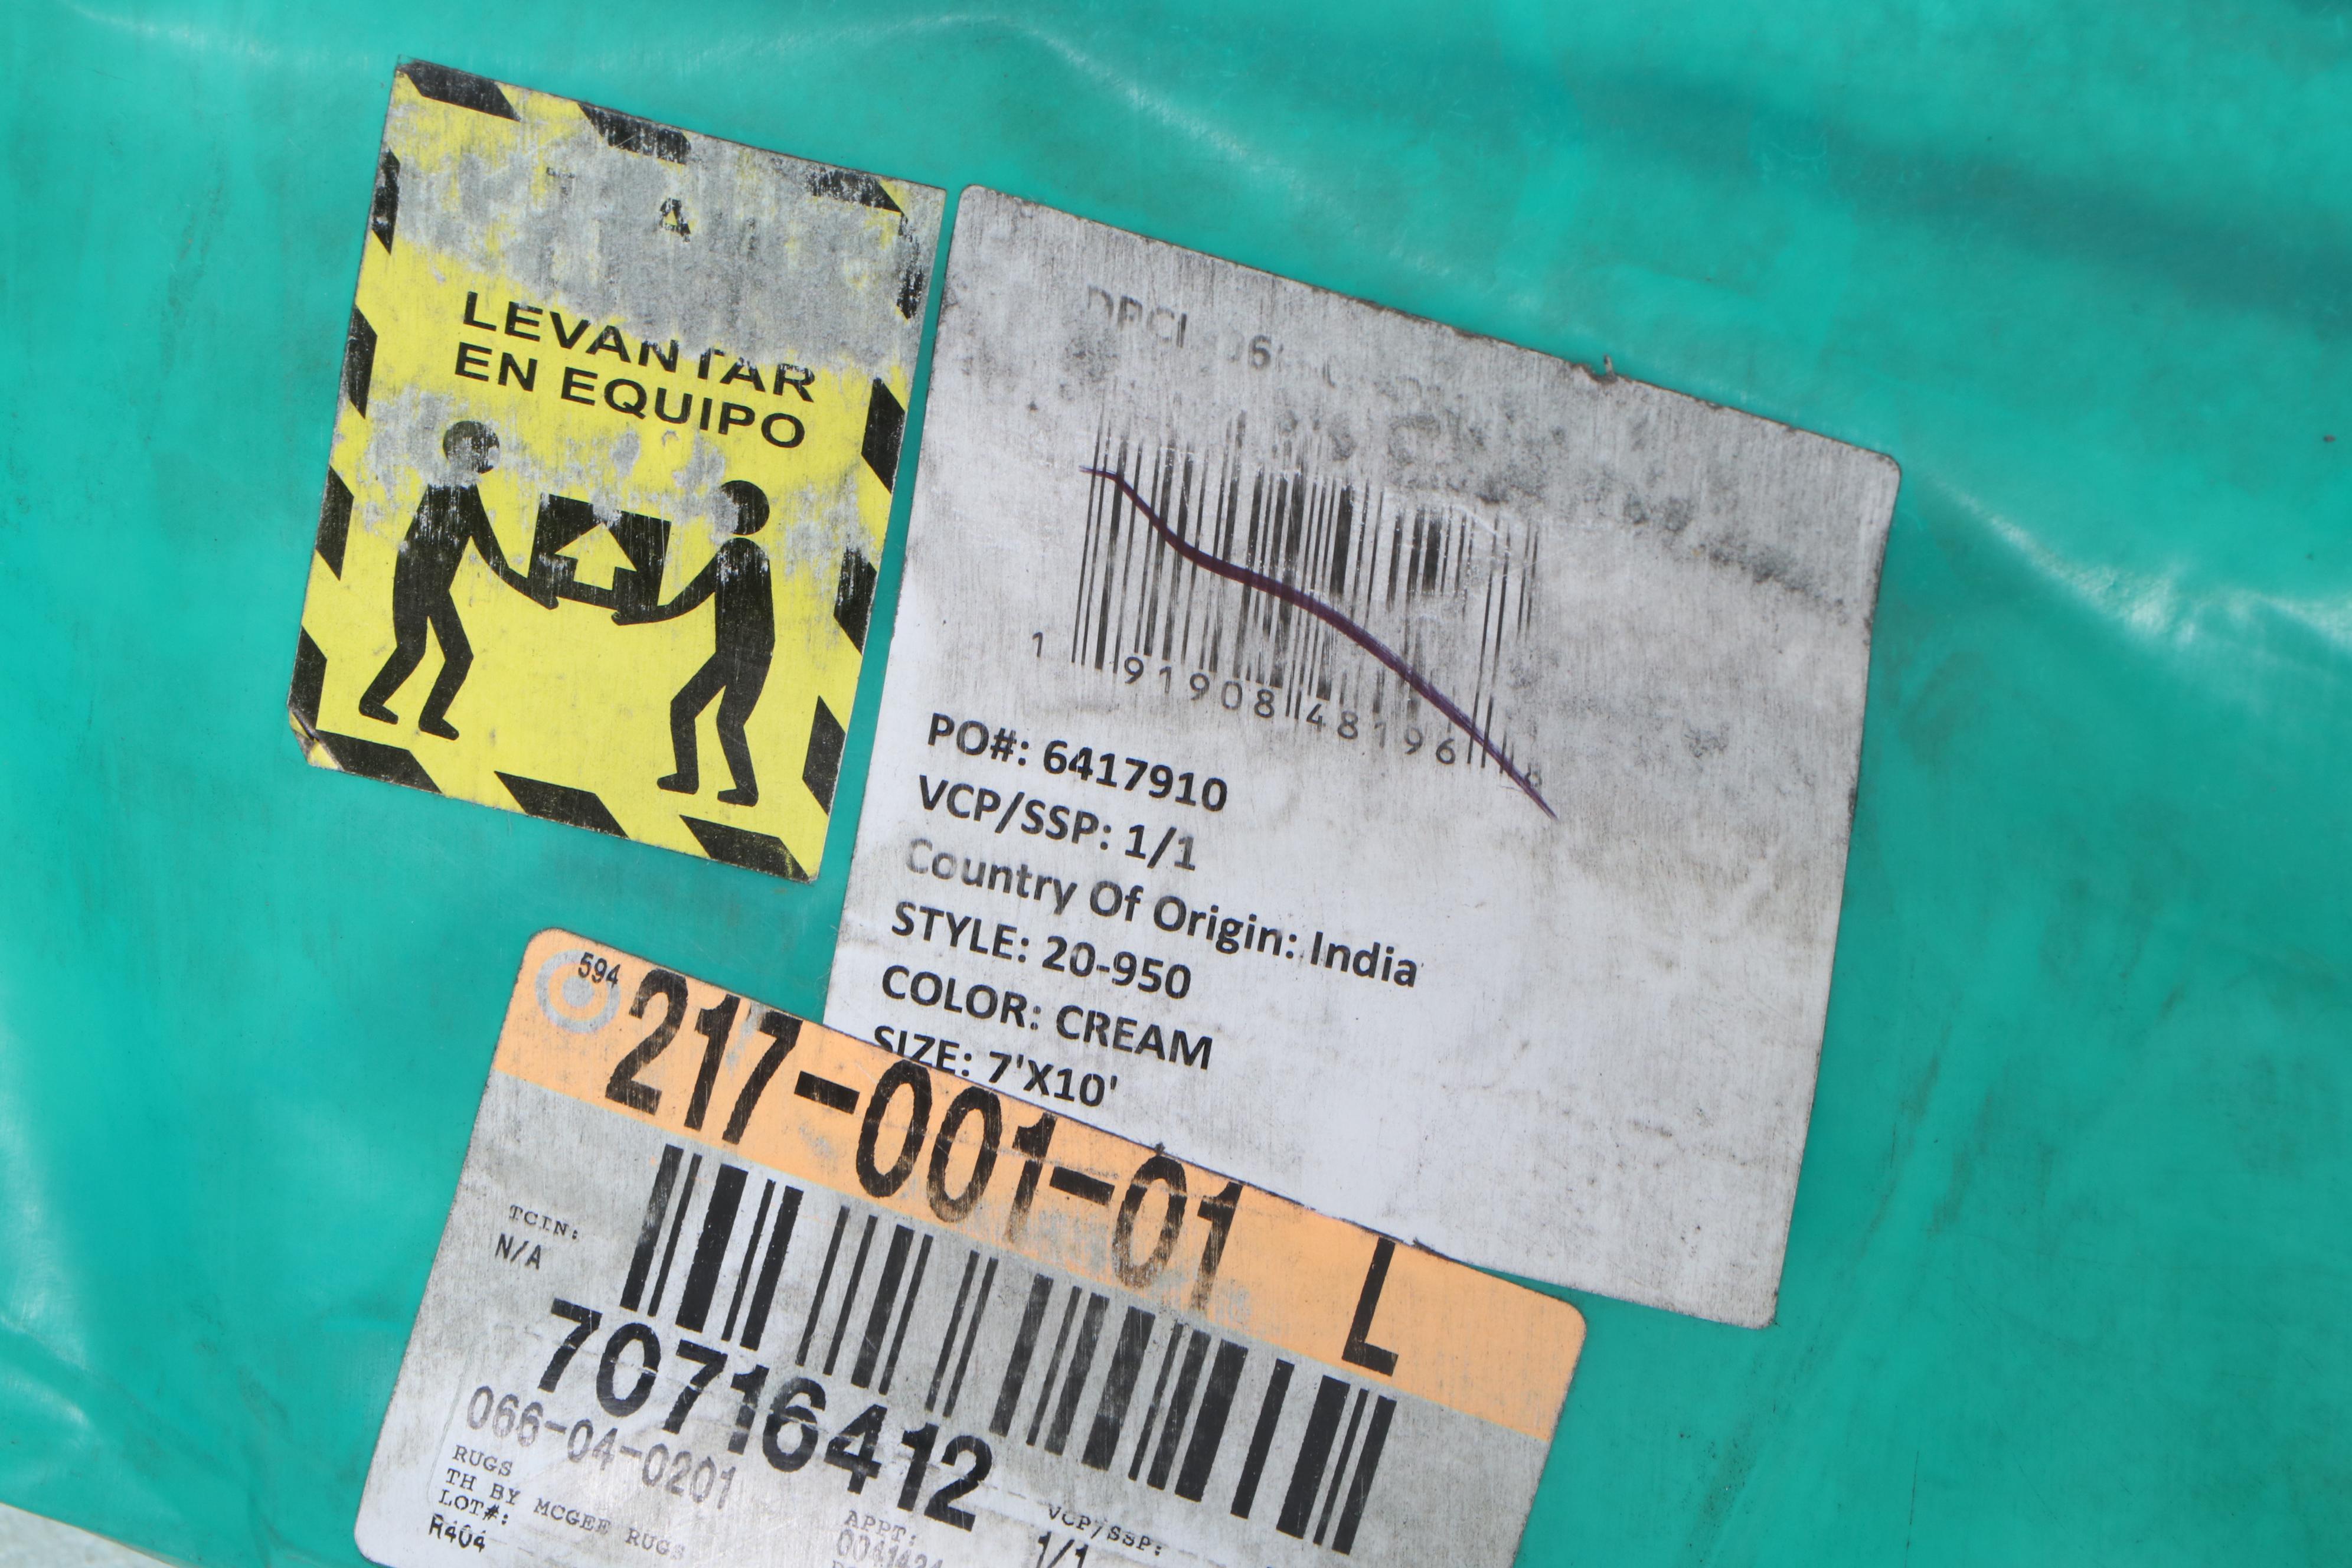 LEVANTAR
EN EQUIPO
1 91908 48196
PO#: 6417910
VCP/SSP: 1/1
Country Of Origin: India
STYLE: 20-950
COLOR: CREAM
SIZE: 7'X10'
594
217-001-01 L
TCIN:
N/A
70716412
066-04-0201
RUGS
TH BY MCGEE RUGS
LOT#:
R404
APPT:
VCP/SSP:
1/1